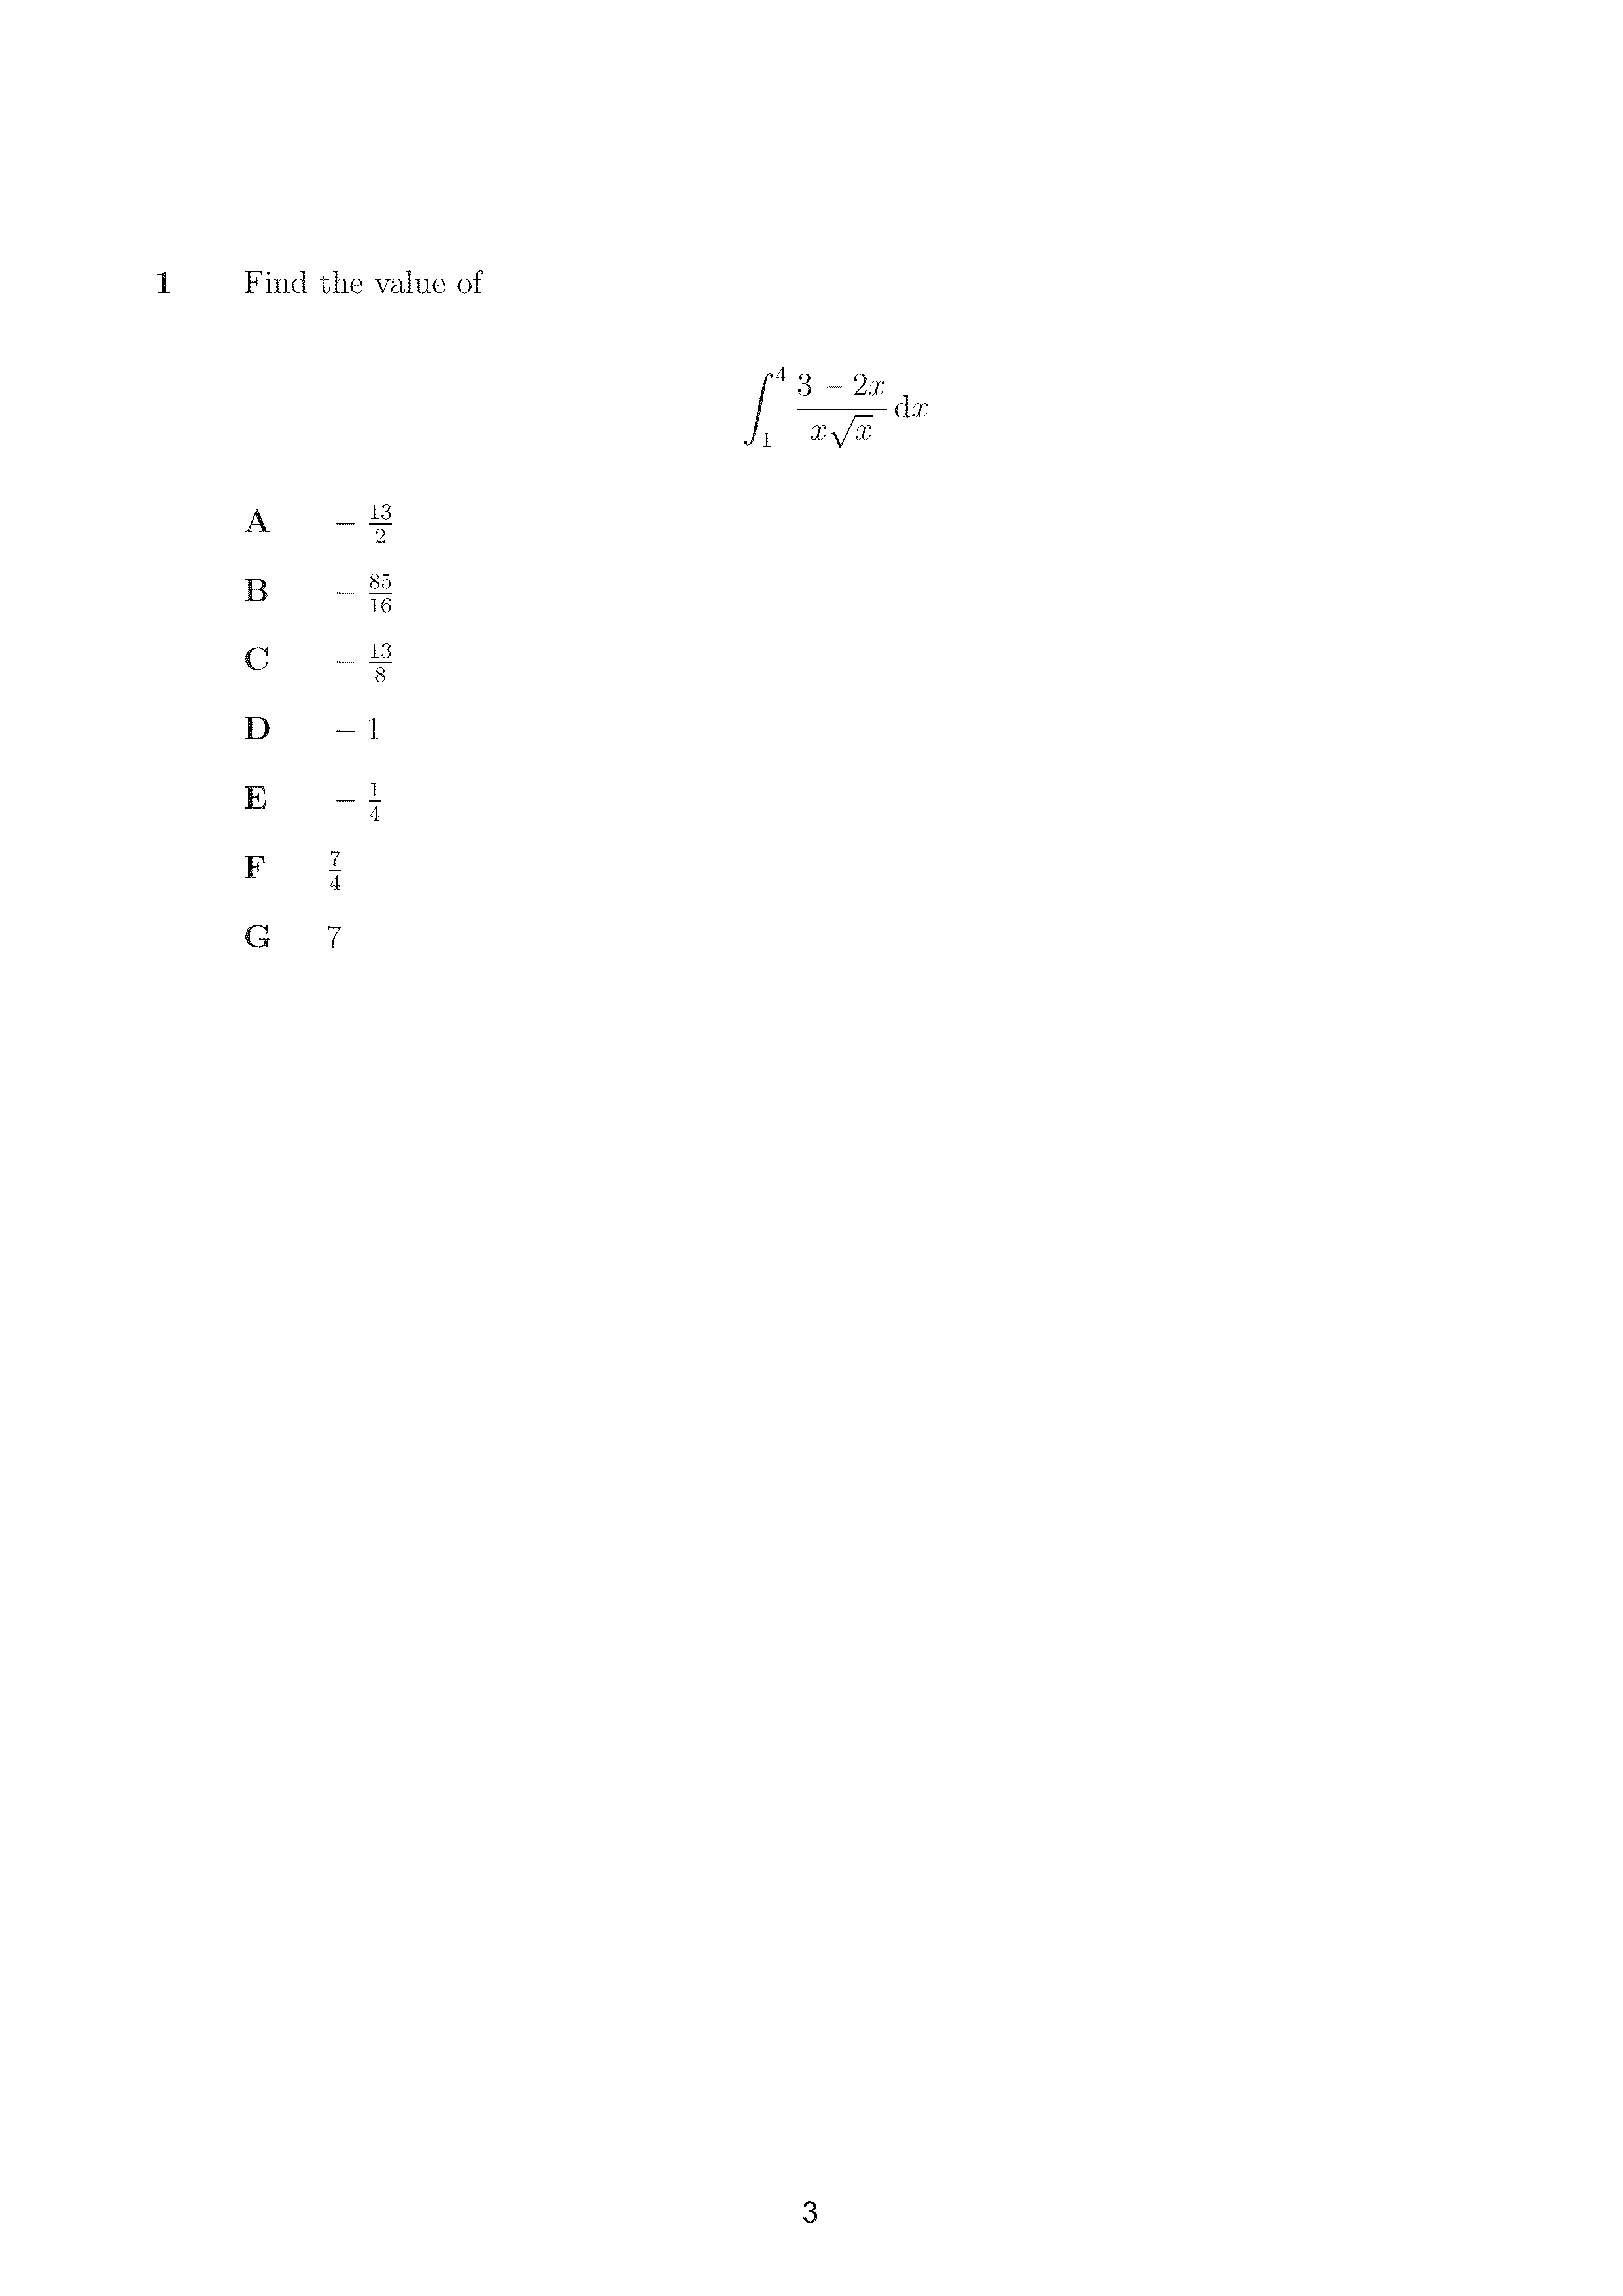 1 Find the value of
$\int_1^4 \frac{3-2x}{x\sqrt{x}}\,\mathrm{d}x$
A $-\frac{13}{2}$
B $-\frac{85}{16}$
C $-\frac{13}{8}$
D $-1$
E $-\frac{1}{4}$
F $\frac{7}{4}$
G 7
3